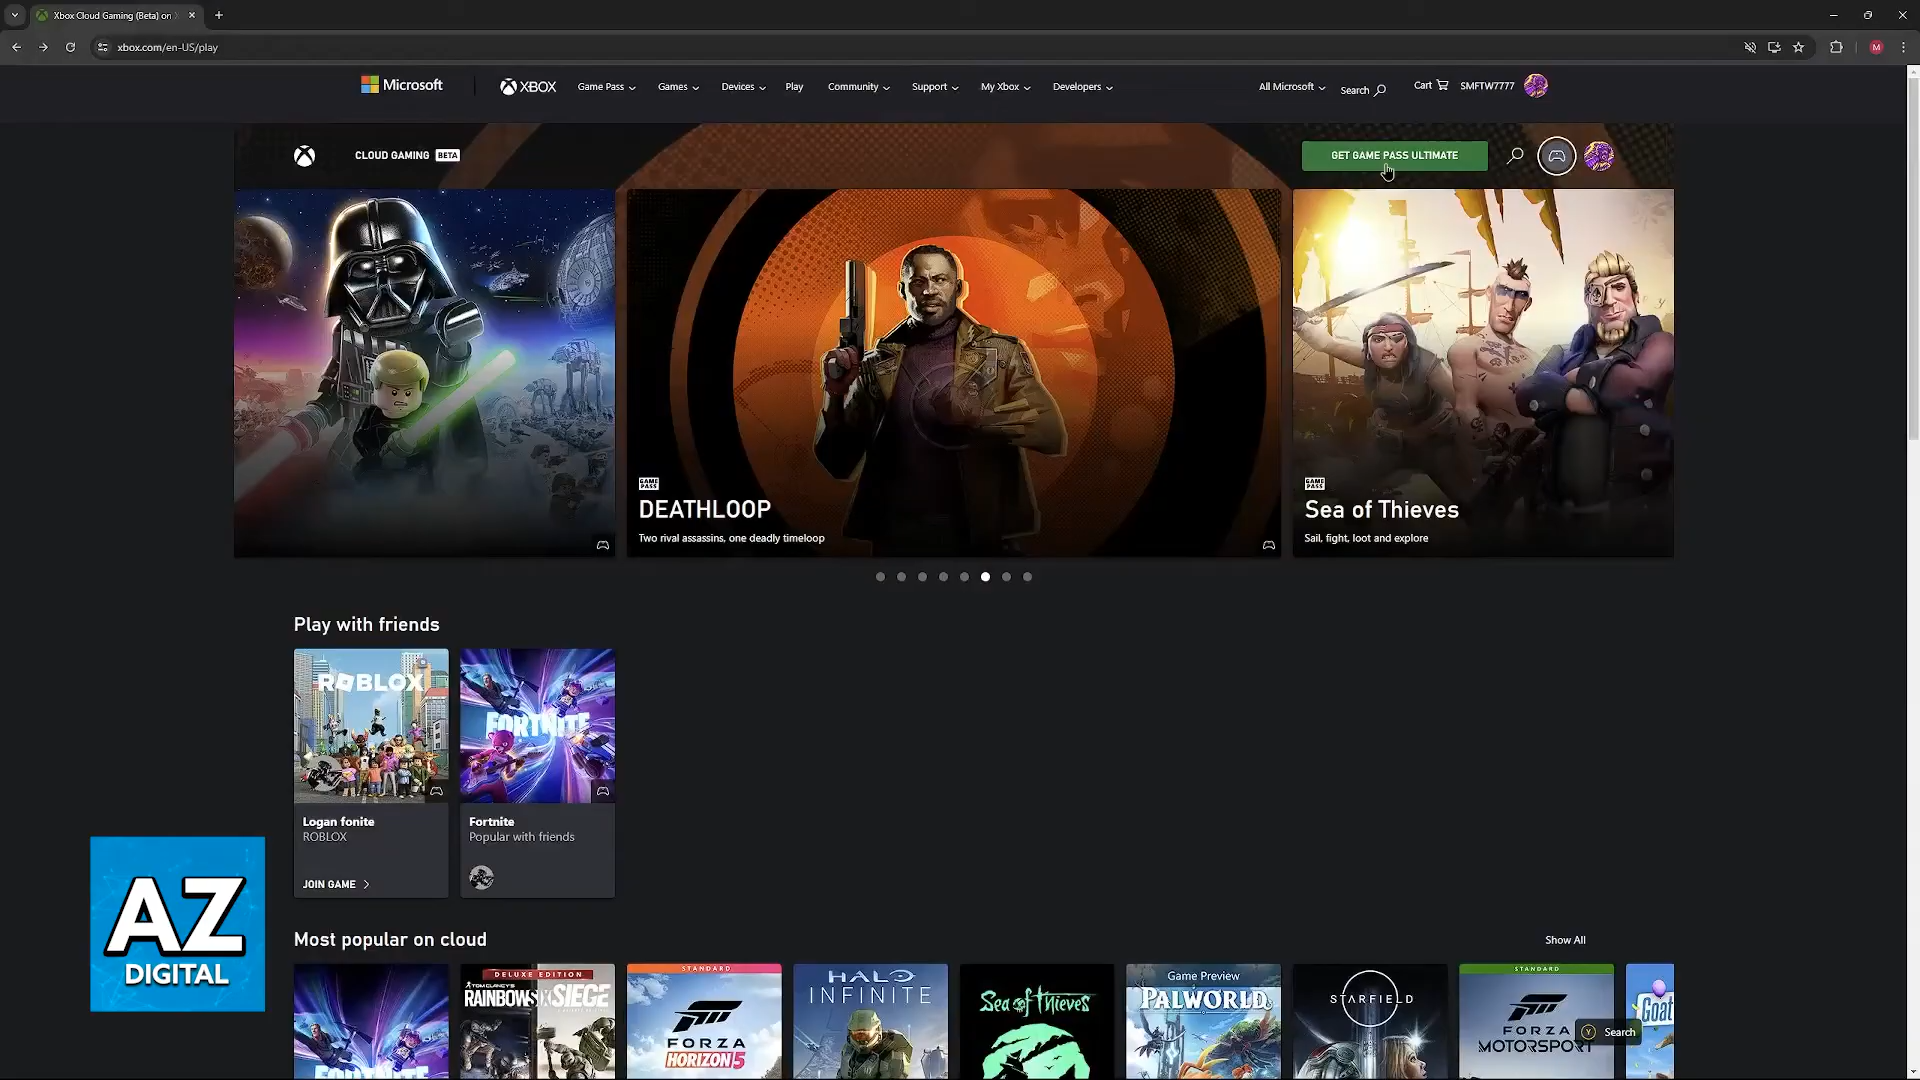 Xbox Cloud Gaming (Beta) on
xbox.com/en-US/play
M
Microsoft
XBOX
Game Pass
Games
Devices
Play
Community
Support
My Xbox
Developers
All Microsoft
Search
Cart
SMFTW7777
CLOUD GAMING BETA
GET GAME PASS ULTIMATE
GAME PASS
DEATHLOOP
Two rival assassins, one deadly timeloop
GAME PASS
Sea of Thieves
Sail, fight, loot and explore
Play with friends
ROBLOX
FORTNITE
Logan fonite
ROBLOX
JOIN GAME
Fortnite
Popular with friends
AZ
DIGITAL
Most popular on cloud
Show All
FORTNITE
DELUXE EDITION
TOM CLANCY'S
RAINBOW SIX SIEGE
STANDARD
FORZA
HORIZON 5
HALO
INFINITE
Sea of Thieves
Game Preview
PALWORLD
STARFIELD
STANDARD
FORZA
MOTORSPORT
Goat
Y Search